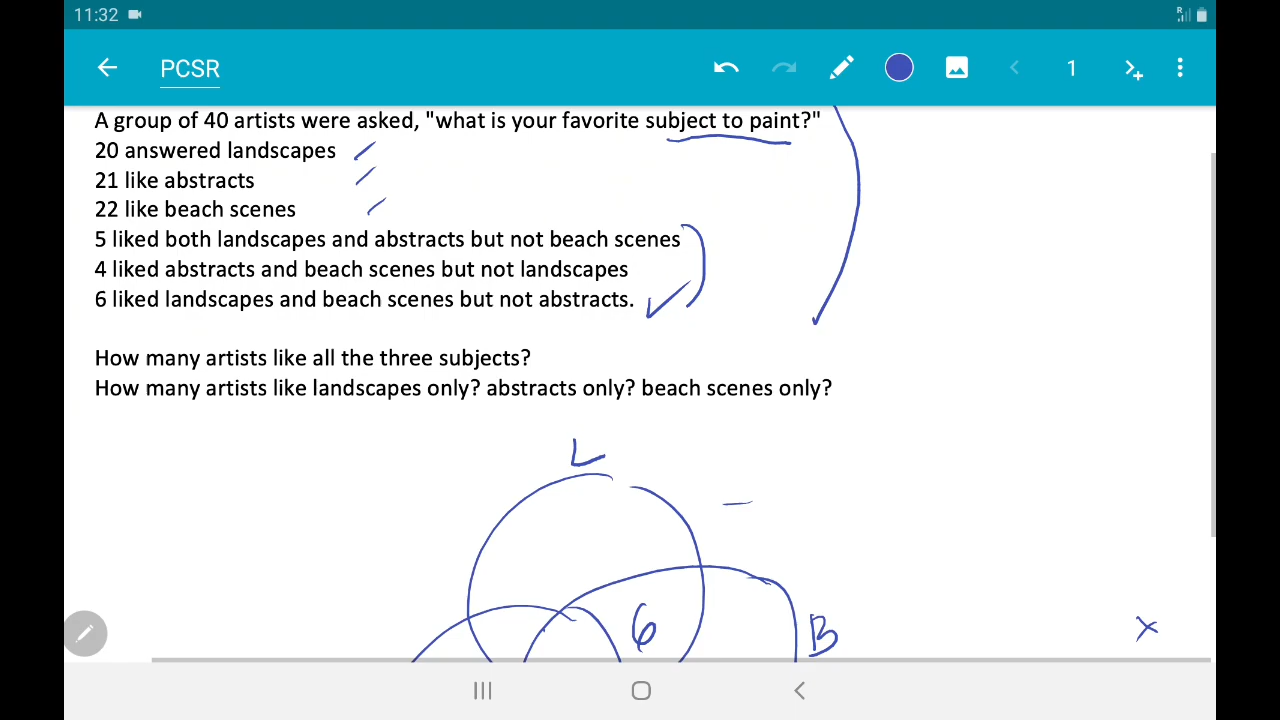 11:32
R
PCSR
1
A group of 40 artists were asked, "what is your favorite subject to paint?"
20 answered landscapes
21 like abstracts
22 like beach scenes
5 liked both landscapes and abstracts but not beach scenes
4 liked abstracts and beach scenes but not landscapes
6 liked landscapes and beach scenes but not abstracts.
How many artists like all the three subjects?
How many artists like landscapes only? abstracts only? beach scenes only?
L
6
B
x